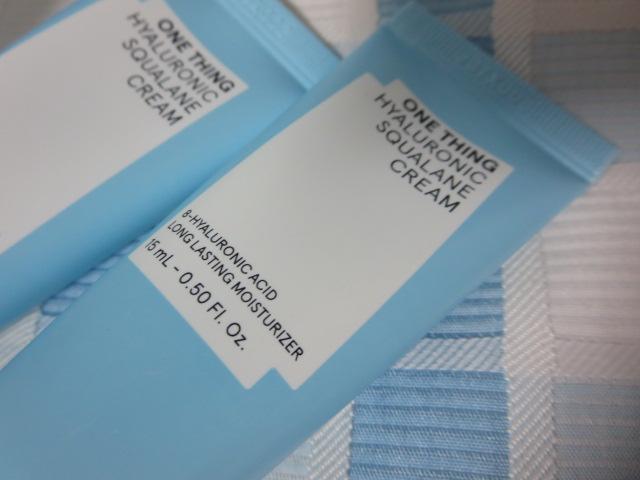 ONE THING
HYALURONIC
SQUALANE
CREAM
ONE THING
HYALURONIC
SQUALANE
CREAM
8-HYALURONIC ACID
LONG LASTING MOISTURIZER
15 mL - 0.50 Fl. Oz.